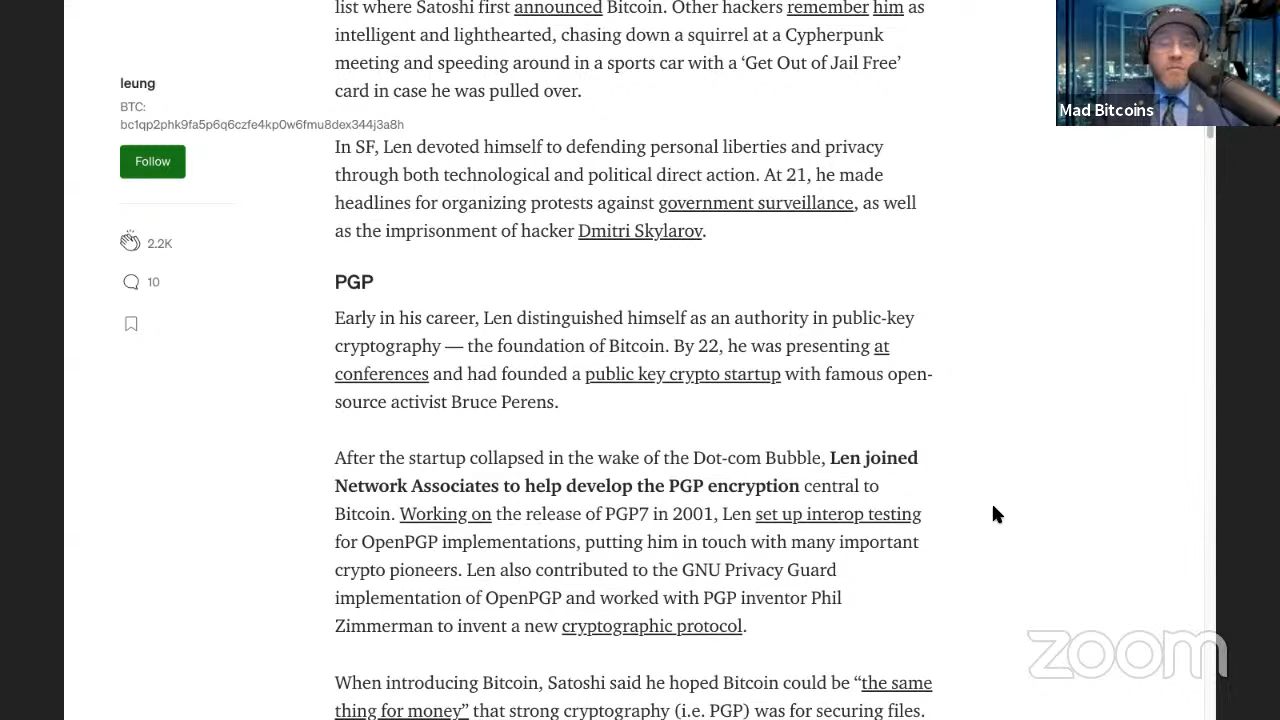 list where Satoshi first announced Bitcoin. Other hackers remember him as
intelligent and lighthearted, chasing down a squirrel at a Cypherpunk
meeting and speeding around in a sports car with a ‘Get Out of Jail Free’
card in case he was pulled over.
Mad Bitcoins
leung
BTC:
bc1qp2phk9fa5p6q6czfe4kp0w6fmu8dex344j3a8h
Follow
2.2K
10
In SF, Len devoted himself to defending personal liberties and privacy
through both technological and political direct action. At 21, he made
headlines for organizing protests against government surveillance, as well
as the imprisonment of hacker Dmitri Skylarov.
PGP
Early in his career, Len distinguished himself as an authority in public-key
cryptography — the foundation of Bitcoin. By 22, he was presenting at
conferences and had founded a public key crypto startup with famous open-
source activist Bruce Perens.
After the startup collapsed in the wake of the Dot-com Bubble, Len joined
Network Associates to help develop the PGP encryption central to
Bitcoin. Working on the release of PGP7 in 2001, Len set up interop testing
for OpenPGP implementations, putting him in touch with many important
crypto pioneers. Len also contributed to the GNU Privacy Guard
implementation of OpenPGP and worked with PGP inventor Phil
Zimmerman to invent a new cryptographic protocol.
When introducing Bitcoin, Satoshi said he hoped Bitcoin could be “the same
thing for money” that strong cryptography (i.e. PGP) was for securing files.
zoom